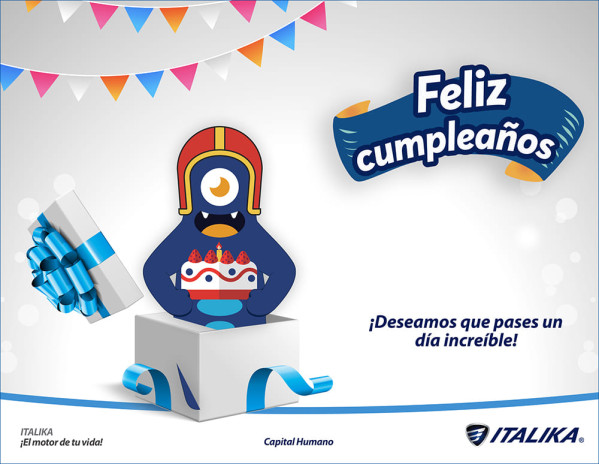 Feliz
cumpleaños
¡Deseamos que pases un
día increíble!
ITALIKA
¡El motor de tu vida!
Capital Humano
ITALIKA®